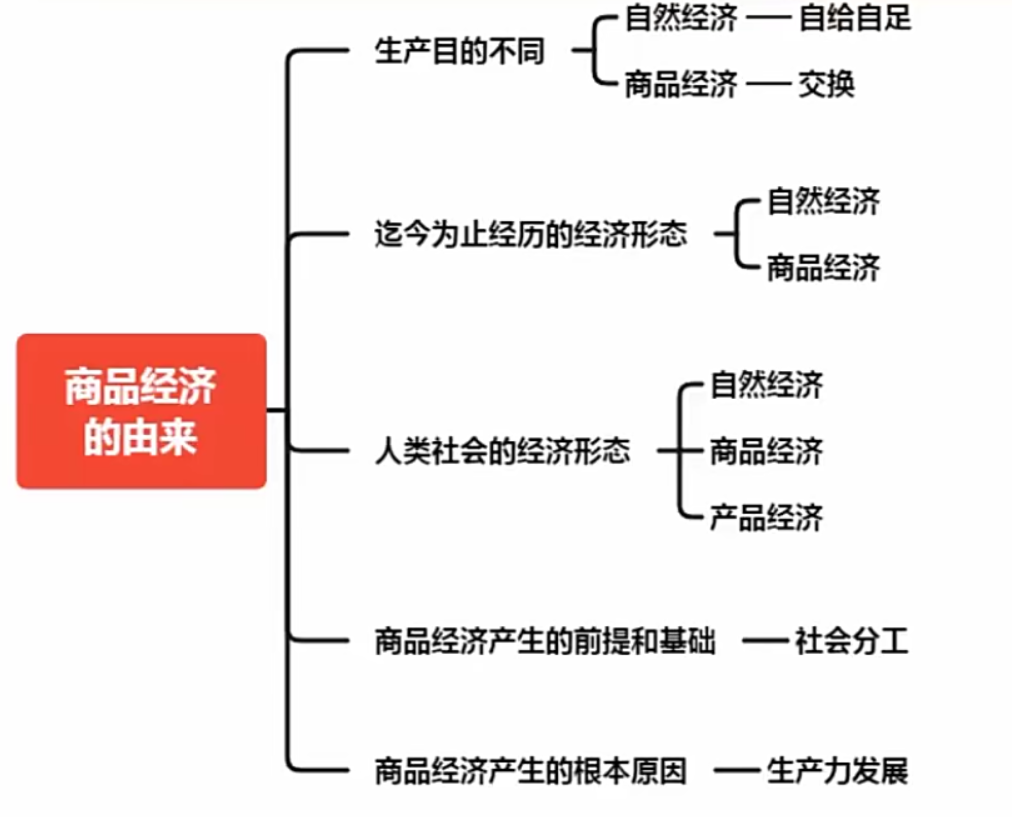 商品经济
的由来
生产目的不同
自然经济 — 自给自足
商品经济 — 交换
迄今为止经历的经济形态
自然经济
商品经济
人类社会的经济形态
自然经济
商品经济
产品经济
商品经济产生的前提和基础 — 社会分工
商品经济产生的根本原因 — 生产力发展